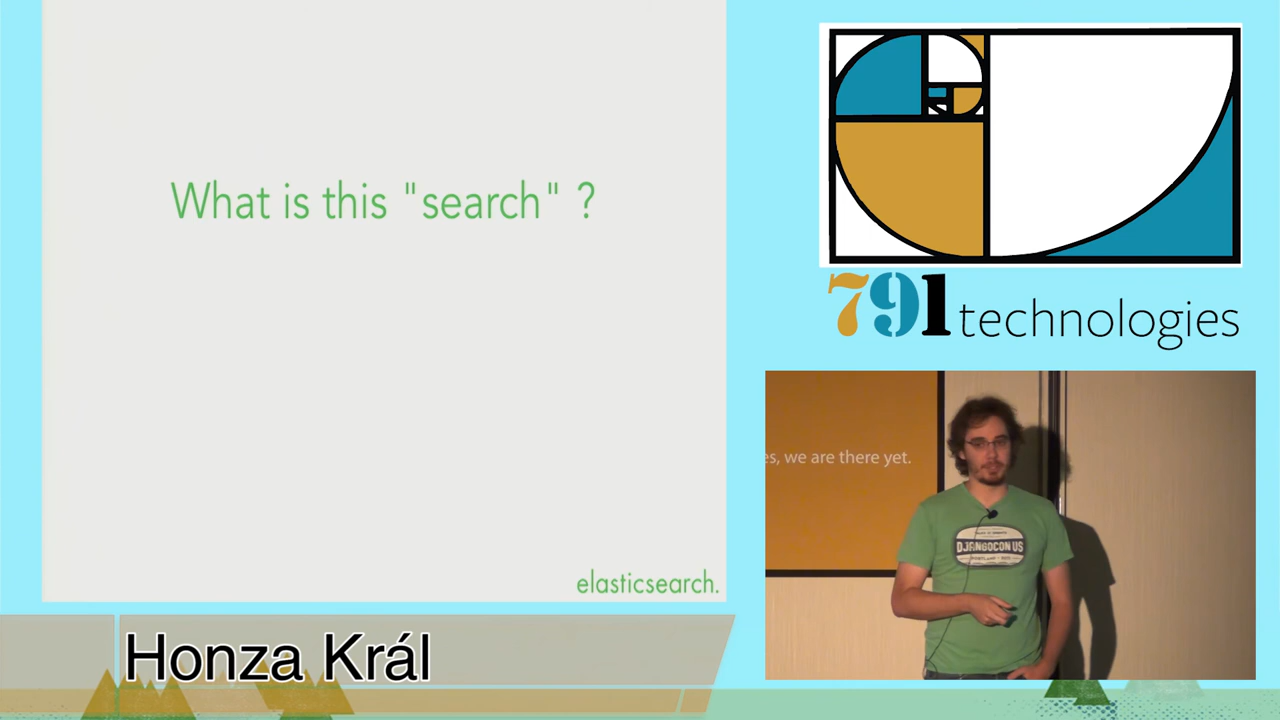 What is this "search" ?
elasticsearch.
791 technologies
es, we are there yet.
DJANGOCON US
Honza Král